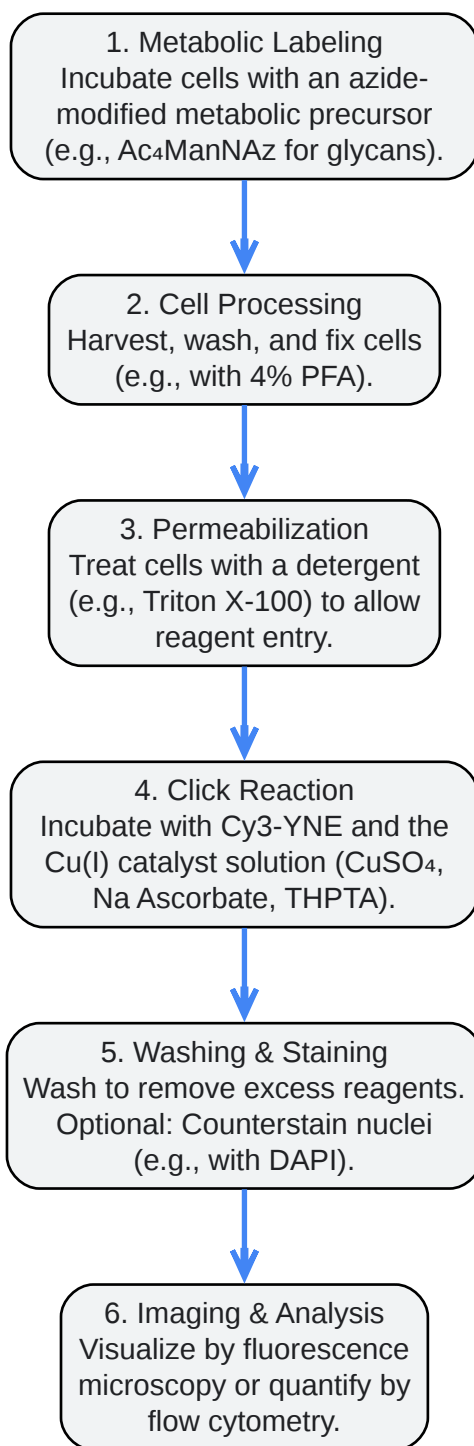 1. Metabolic Labeling
Incubate cells with an azide-
modified metabolic precursor
(e.g., Ac₄ManNAz for glycans).
2. Cell Processing
Harvest, wash, and fix cells
(e.g., with 4% PFA).
3. Permeabilization
Treat cells with a detergent
(e.g., Triton X-100) to allow
reagent entry.
4. Click Reaction
Incubate with Cy3-YNE and the
Cu(I) catalyst solution (CuSO₄,
Na Ascorbate, THPTA).
5. Washing & Staining
Wash to remove excess reagents.
Optional: Counterstain nuclei
(e.g., with DAPI).
6. Imaging & Analysis
Visualize by fluorescence
microscopy or quantify by
flow cytometry.